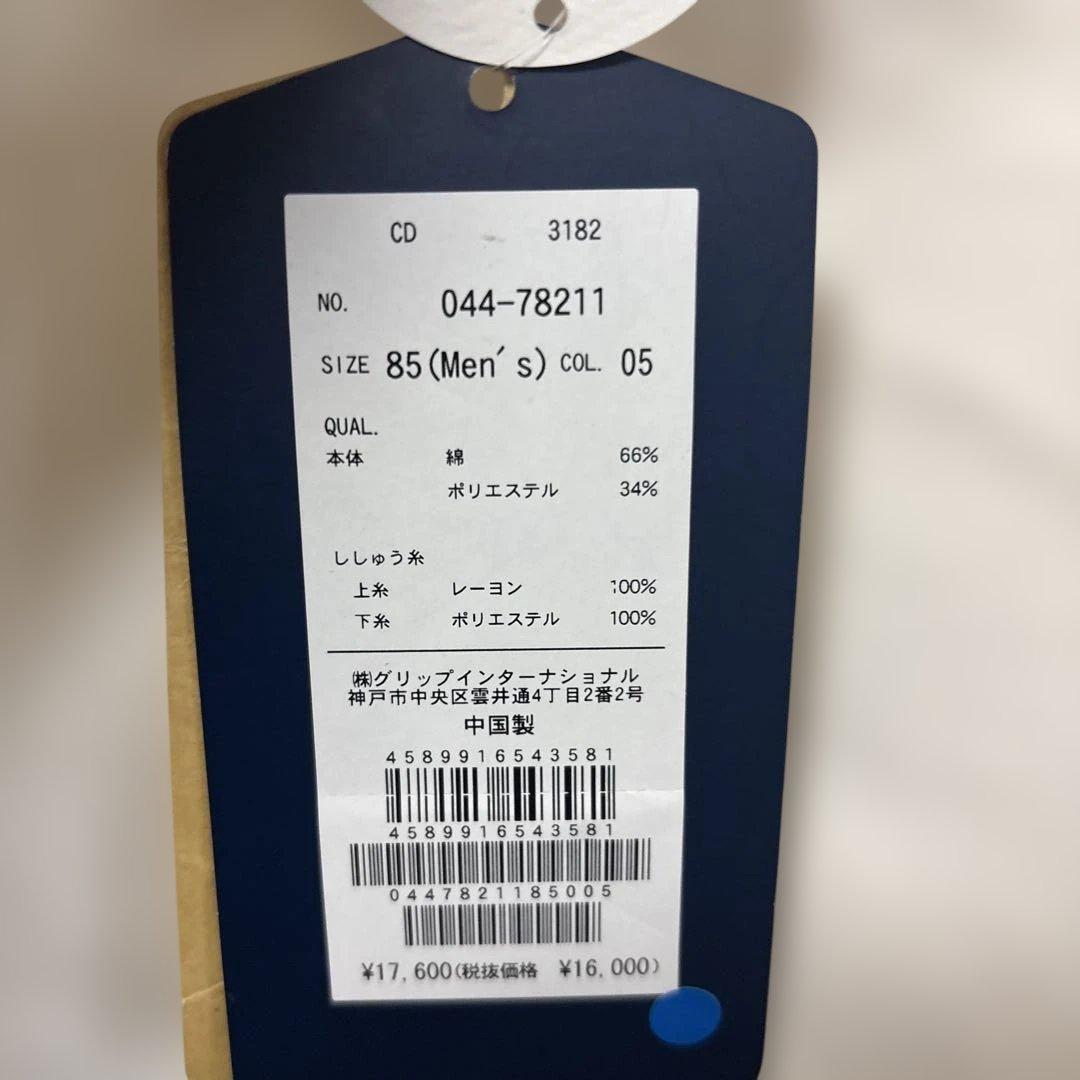 CD 3182
NO. 044-78211
SIZE 85(Men's) COL. 05
QUAL.
本体 綿 66%
ポリエステル 34%
ししゅう糸
上糸 レーヨン 100%
下糸 ポリエステル 100%
㈱グリップインターナショナル
神戸市中央区雲井通4丁目2番2号
中国製
4589916543581
4589916543581
0447821185005
¥17,600(税抜価格 ¥16,000)